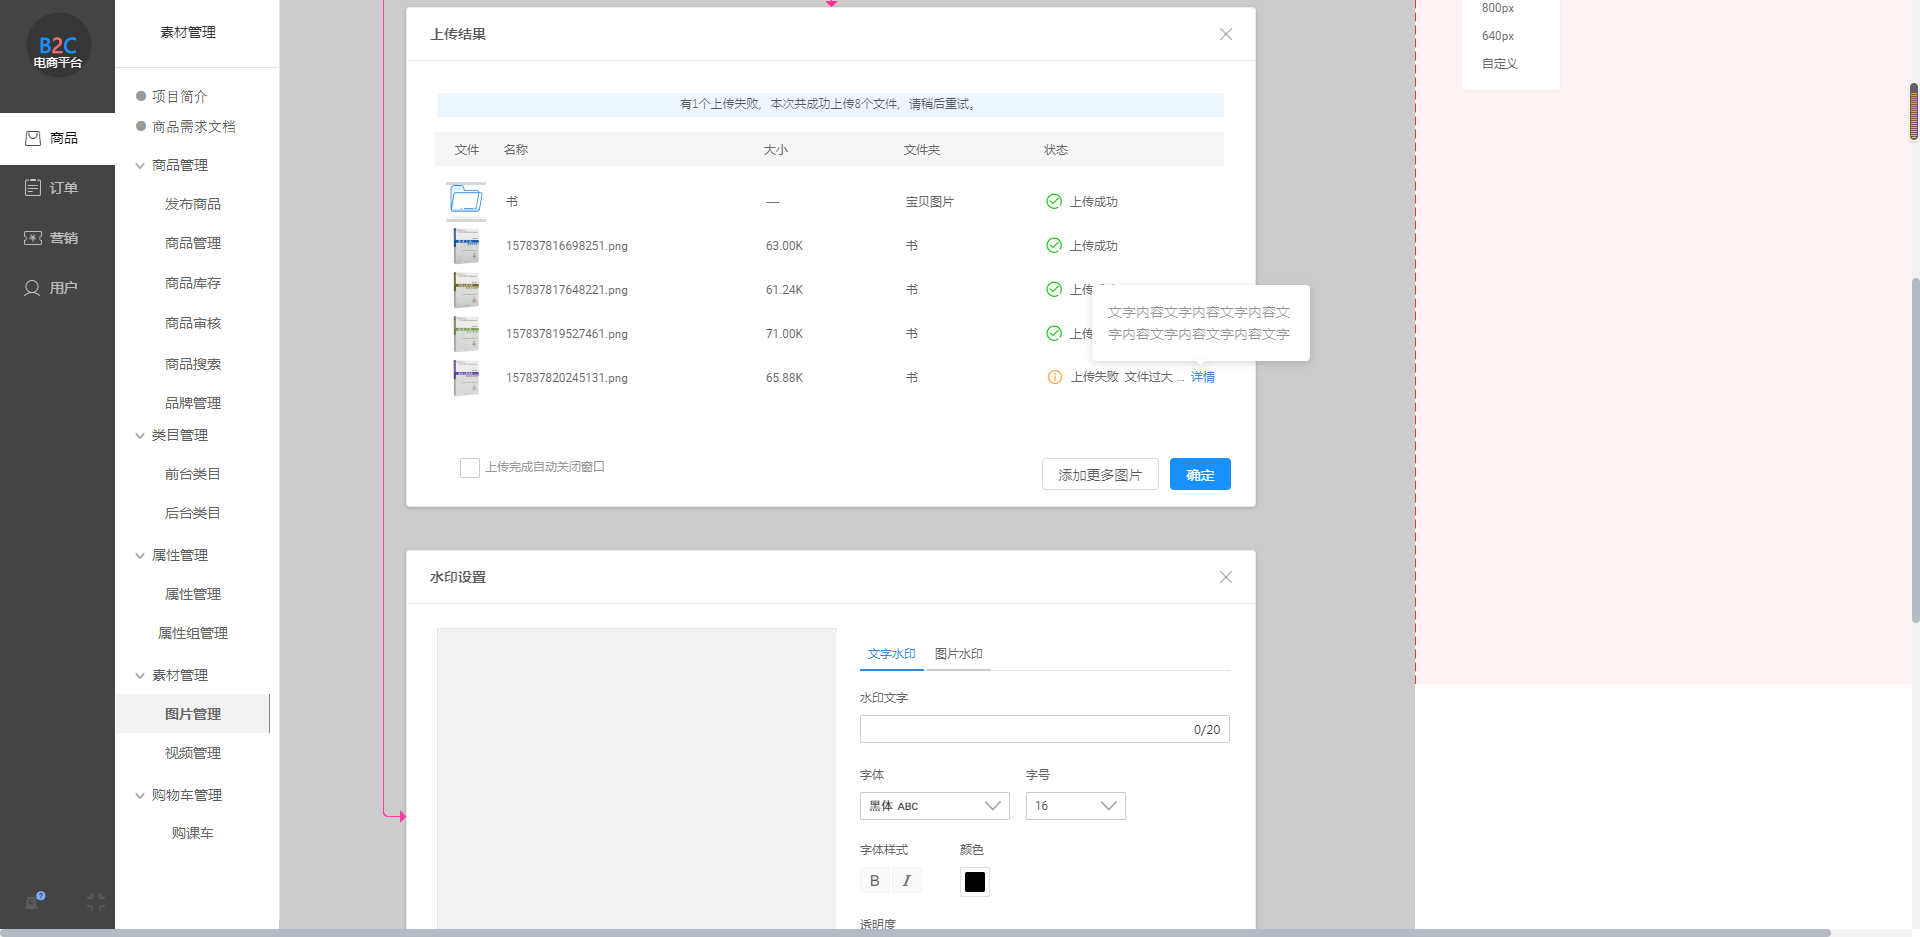 B2C
电商平台
商品
订单
营销
用户
素材管理
项目简介
商品需求文档
商品管理
发布商品
商品管理
商品库存
商品审核
商品搜索
品牌管理
类目管理
前台类目
后台类目
属性管理
属性管理
属性组管理
素材管理
图片管理
视频管理
购物车管理
购课车
上传结果
有1个上传失败，本次共成功上传8个文件，请稍后重试。
文件 名称 大小 文件夹 状态
书 ---- 宝贝图片 上传成功
157837816698251.png 63.00K 书 上传成功
157837817648221.png 61.24K 书 上传
157837819527461.png 71.00K 书 上传
文字内容文字内容文字内容文
字内容文字内容文字内容文字
157837820245131.png 65.88K 书 上传失败 文件过大 ... 详情
上传完成自动关闭窗口
添加更多图片 确定
水印设置
文字水印 图片水印
水印文字
0/20
字体 字号
黑体 ABC 16
字体样式 颜色
B I
透明度
800px
640px
自定义